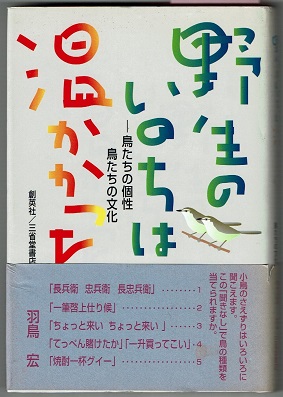 野生の
いのちは
温かかった
―鳥たちの個性
鳥たちの文化
創英社／三省堂書店
小鳥のさえずりはいろいろに
聞こえます。
この「聞きなし」で鳥の種類を
当てられますか。
「長兵衛 忠兵衛 長忠兵衛」………1
「一筆啓上仕り候」………2
「ちょっと来い ちょっと来い」………3
「てっぺん賭けたか」「一升買ってこい」…4
「焼酎一杯グイー」………5
羽鳥 宏